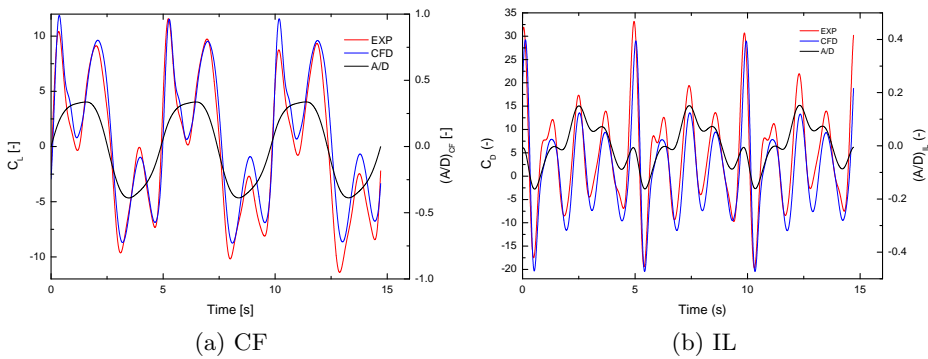 EXP
CFD
A/D
10
5
0
-5
-10
1.0
0.5
0.0
-0.5
-1.0
C_L (-)
(A/D)_CF [-]
0
5
10
15
Time [s]
(a) CF
EXP
CFD
A/D
35
30
25
20
15
10
5
0
-5
-10
-15
-20
0.4
0.2
0.0
-0.2
-0.4
C_D (-)
(A/D)_IL (-)
0
5
10
15
Time (s)
(b) IL